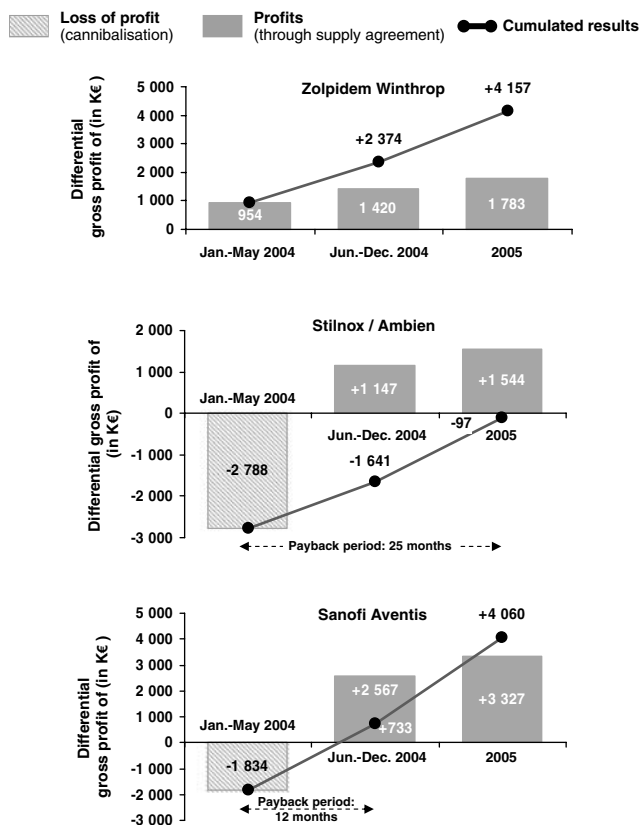 Loss of profit
(cannibalisation)
Profits
(through supply agreement)
Cumulated results
Differential
gross profit of (in K€)
5 000
4 000
3 000
2 000
1 000
0
Zolpidem Winthrop
+4 157
+2 374
954
1 420
1 783
Jan.-May 2004
Jun.-Dec. 2004
2005
Differential gross profit of
(in K€)
2 000
1 000
0
-1 000
-2 000
-3 000
Stilnox / Ambien
+1 147
+1 544
Jan.-May 2004
Jun.-Dec. 2004
2005
-97
-2 788
-1 641
Payback period: 25 months
Differential
gross profit of (in K€ )
5 000
4 000
3 000
2 000
1 000
0
-1 000
-2 000
-3 000
Sanofi Aventis
+4 060
+2 567
+733
+3 327
Jan.-May 2004
Jun.-Dec. 2004
2005
-1 834
Payback period:
12 months